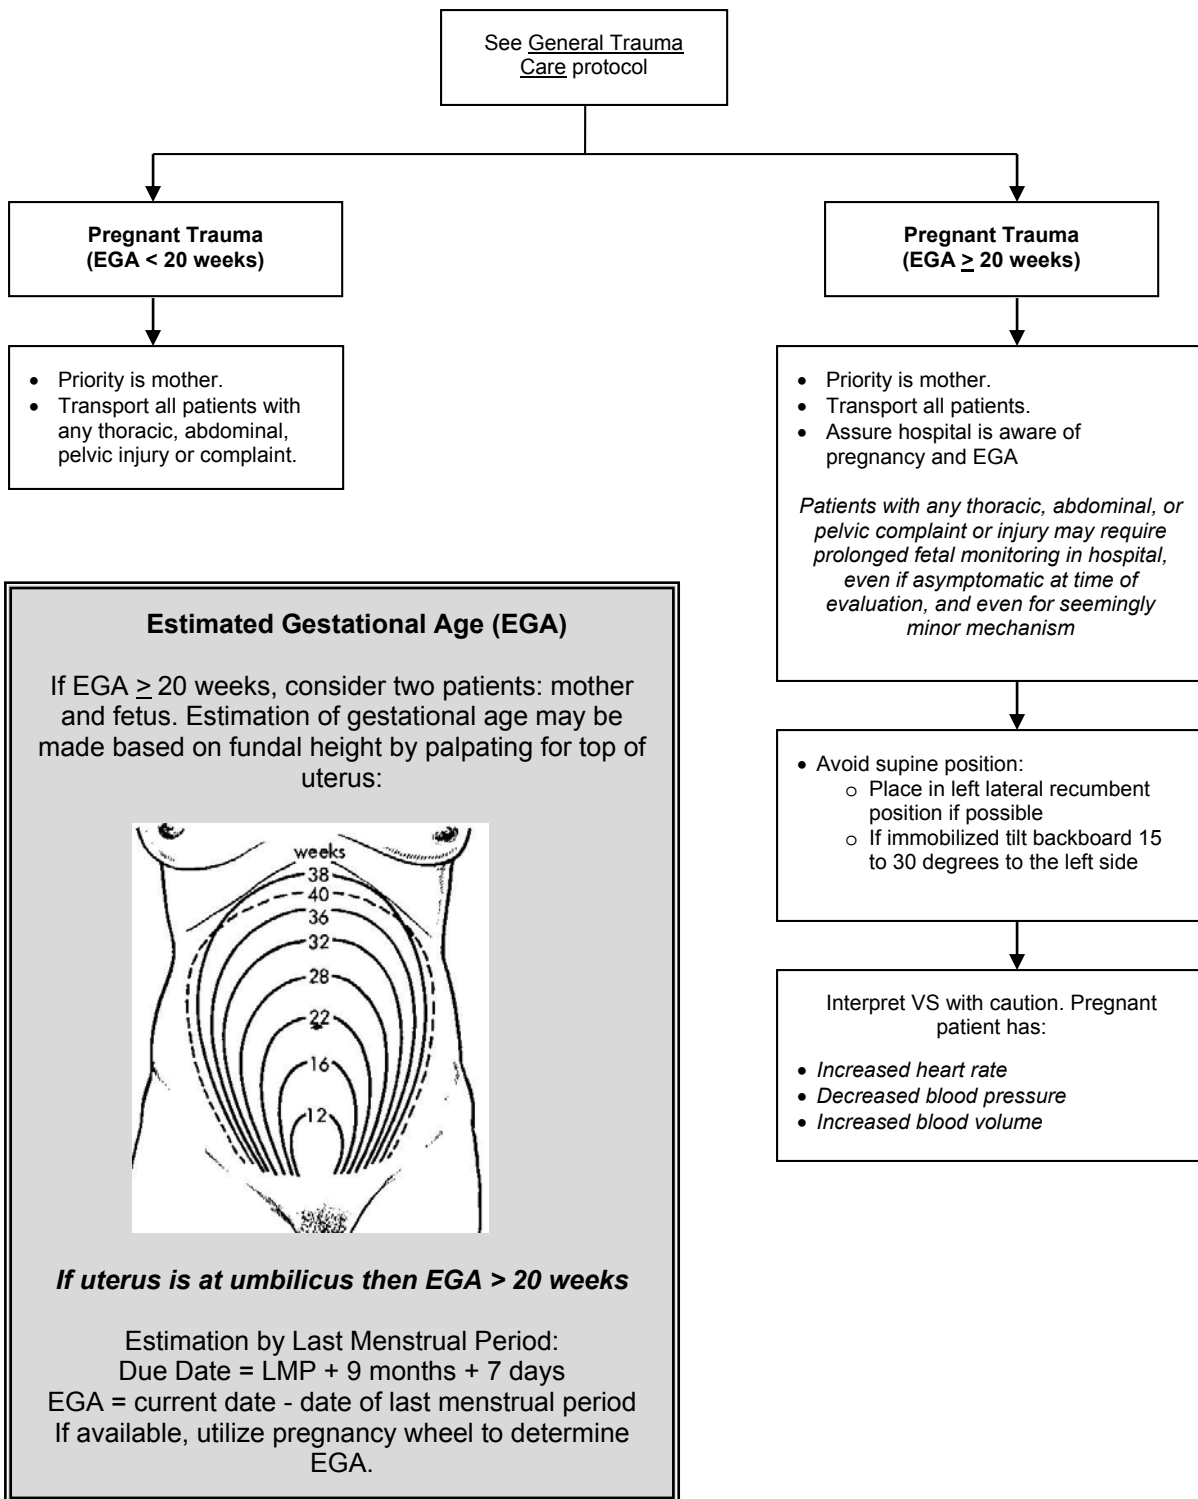 See General Trauma
Care protocol
Pregnant Trauma
(EGA < 20 weeks)
• Priority is mother.
• Transport all patients with
any thoracic, abdominal,
pelvic injury or complaint.
Pregnant Trauma
(EGA ≥ 20 weeks)
• Priority is mother.
• Transport all patients.
• Assure hospital is aware of
pregnancy and EGA
Patients with any thoracic, abdominal, or
pelvic complaint or injury may require
prolonged fetal monitoring in hospital,
even if asymptomatic at time of
evaluation, and even for seemingly
minor mechanism
• Avoid supine position:
o Place in left lateral recumbent
position if possible
o If immobilized tilt backboard 15
to 30 degrees to the left side
Interpret VS with caution. Pregnant
patient has:
• Increased heart rate
• Decreased blood pressure
• Increased blood volume
Estimated Gestational Age (EGA)
If EGA ≥ 20 weeks, consider two patients: mother
and fetus. Estimation of gestational age may be
made based on fundal height by palpating for top of
uterus:
weeks
38
40
36
32
28
22
16
12
If uterus is at umbilicus then EGA > 20 weeks
Estimation by Last Menstrual Period:
Due Date = LMP + 9 months + 7 days
EGA = current date - date of last menstrual period
If available, utilize pregnancy wheel to determine
EGA.